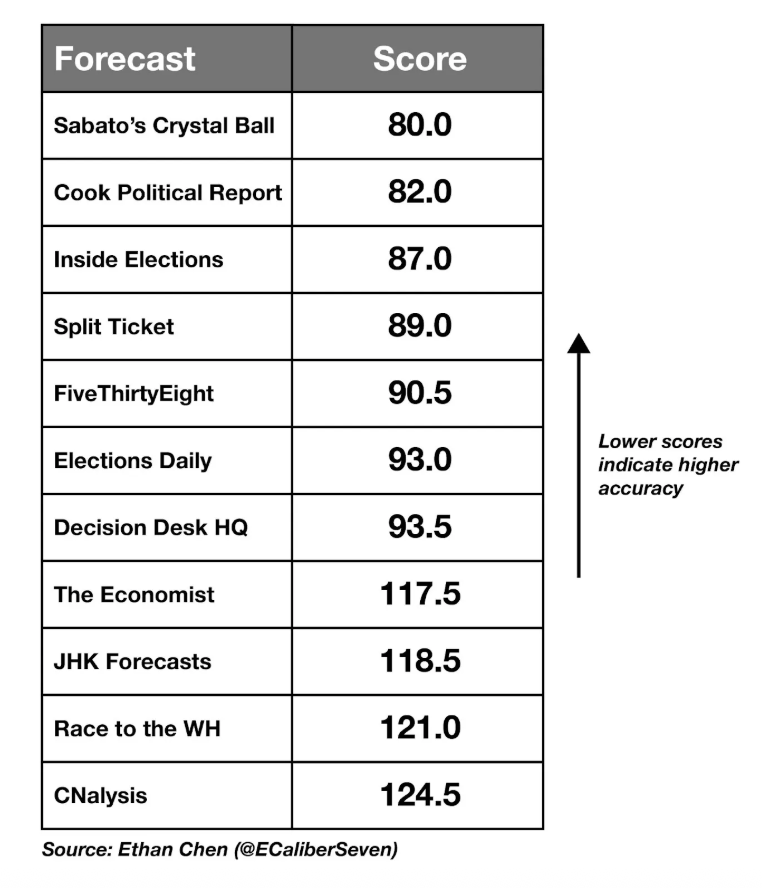 Forecast Score
Sabato’s Crystal Ball 80.0
Cook Political Report 82.0
Inside Elections 87.0
Split Ticket 89.0
FiveThirtyEight 90.5
Elections Daily 93.0
Decision Desk HQ 93.5
The Economist 117.5
JHK Forecasts 118.5
Race to the WH 121.0
CNalysis 124.5
Lower scores
indicate higher
accuracy
Source: Ethan Chen (@ECaliberSeven)